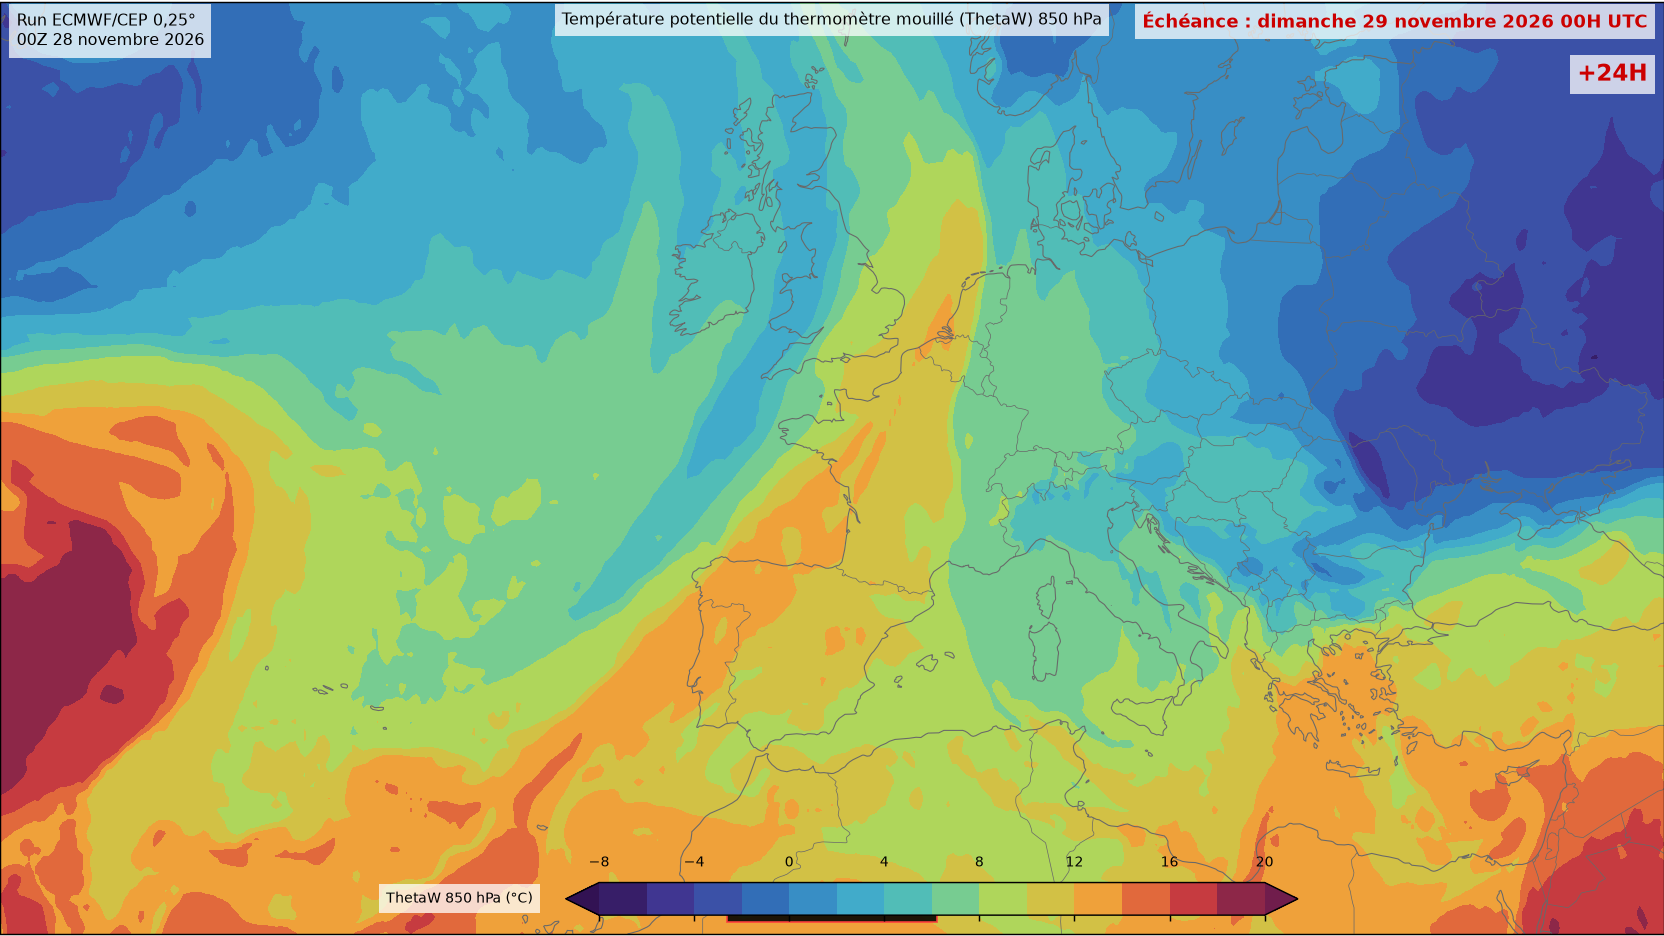 Run ECMWF/CEP 0,25°
00Z 28 novembre 2026
Température potentielle du thermomètre mouillé (ThetaW) 850 hPa
Échéance : dimanche 29 novembre 2026 00H UTC
+24H
−8 −4 0 4 8 12 16 20
ThetaW 850 hPa (°C)